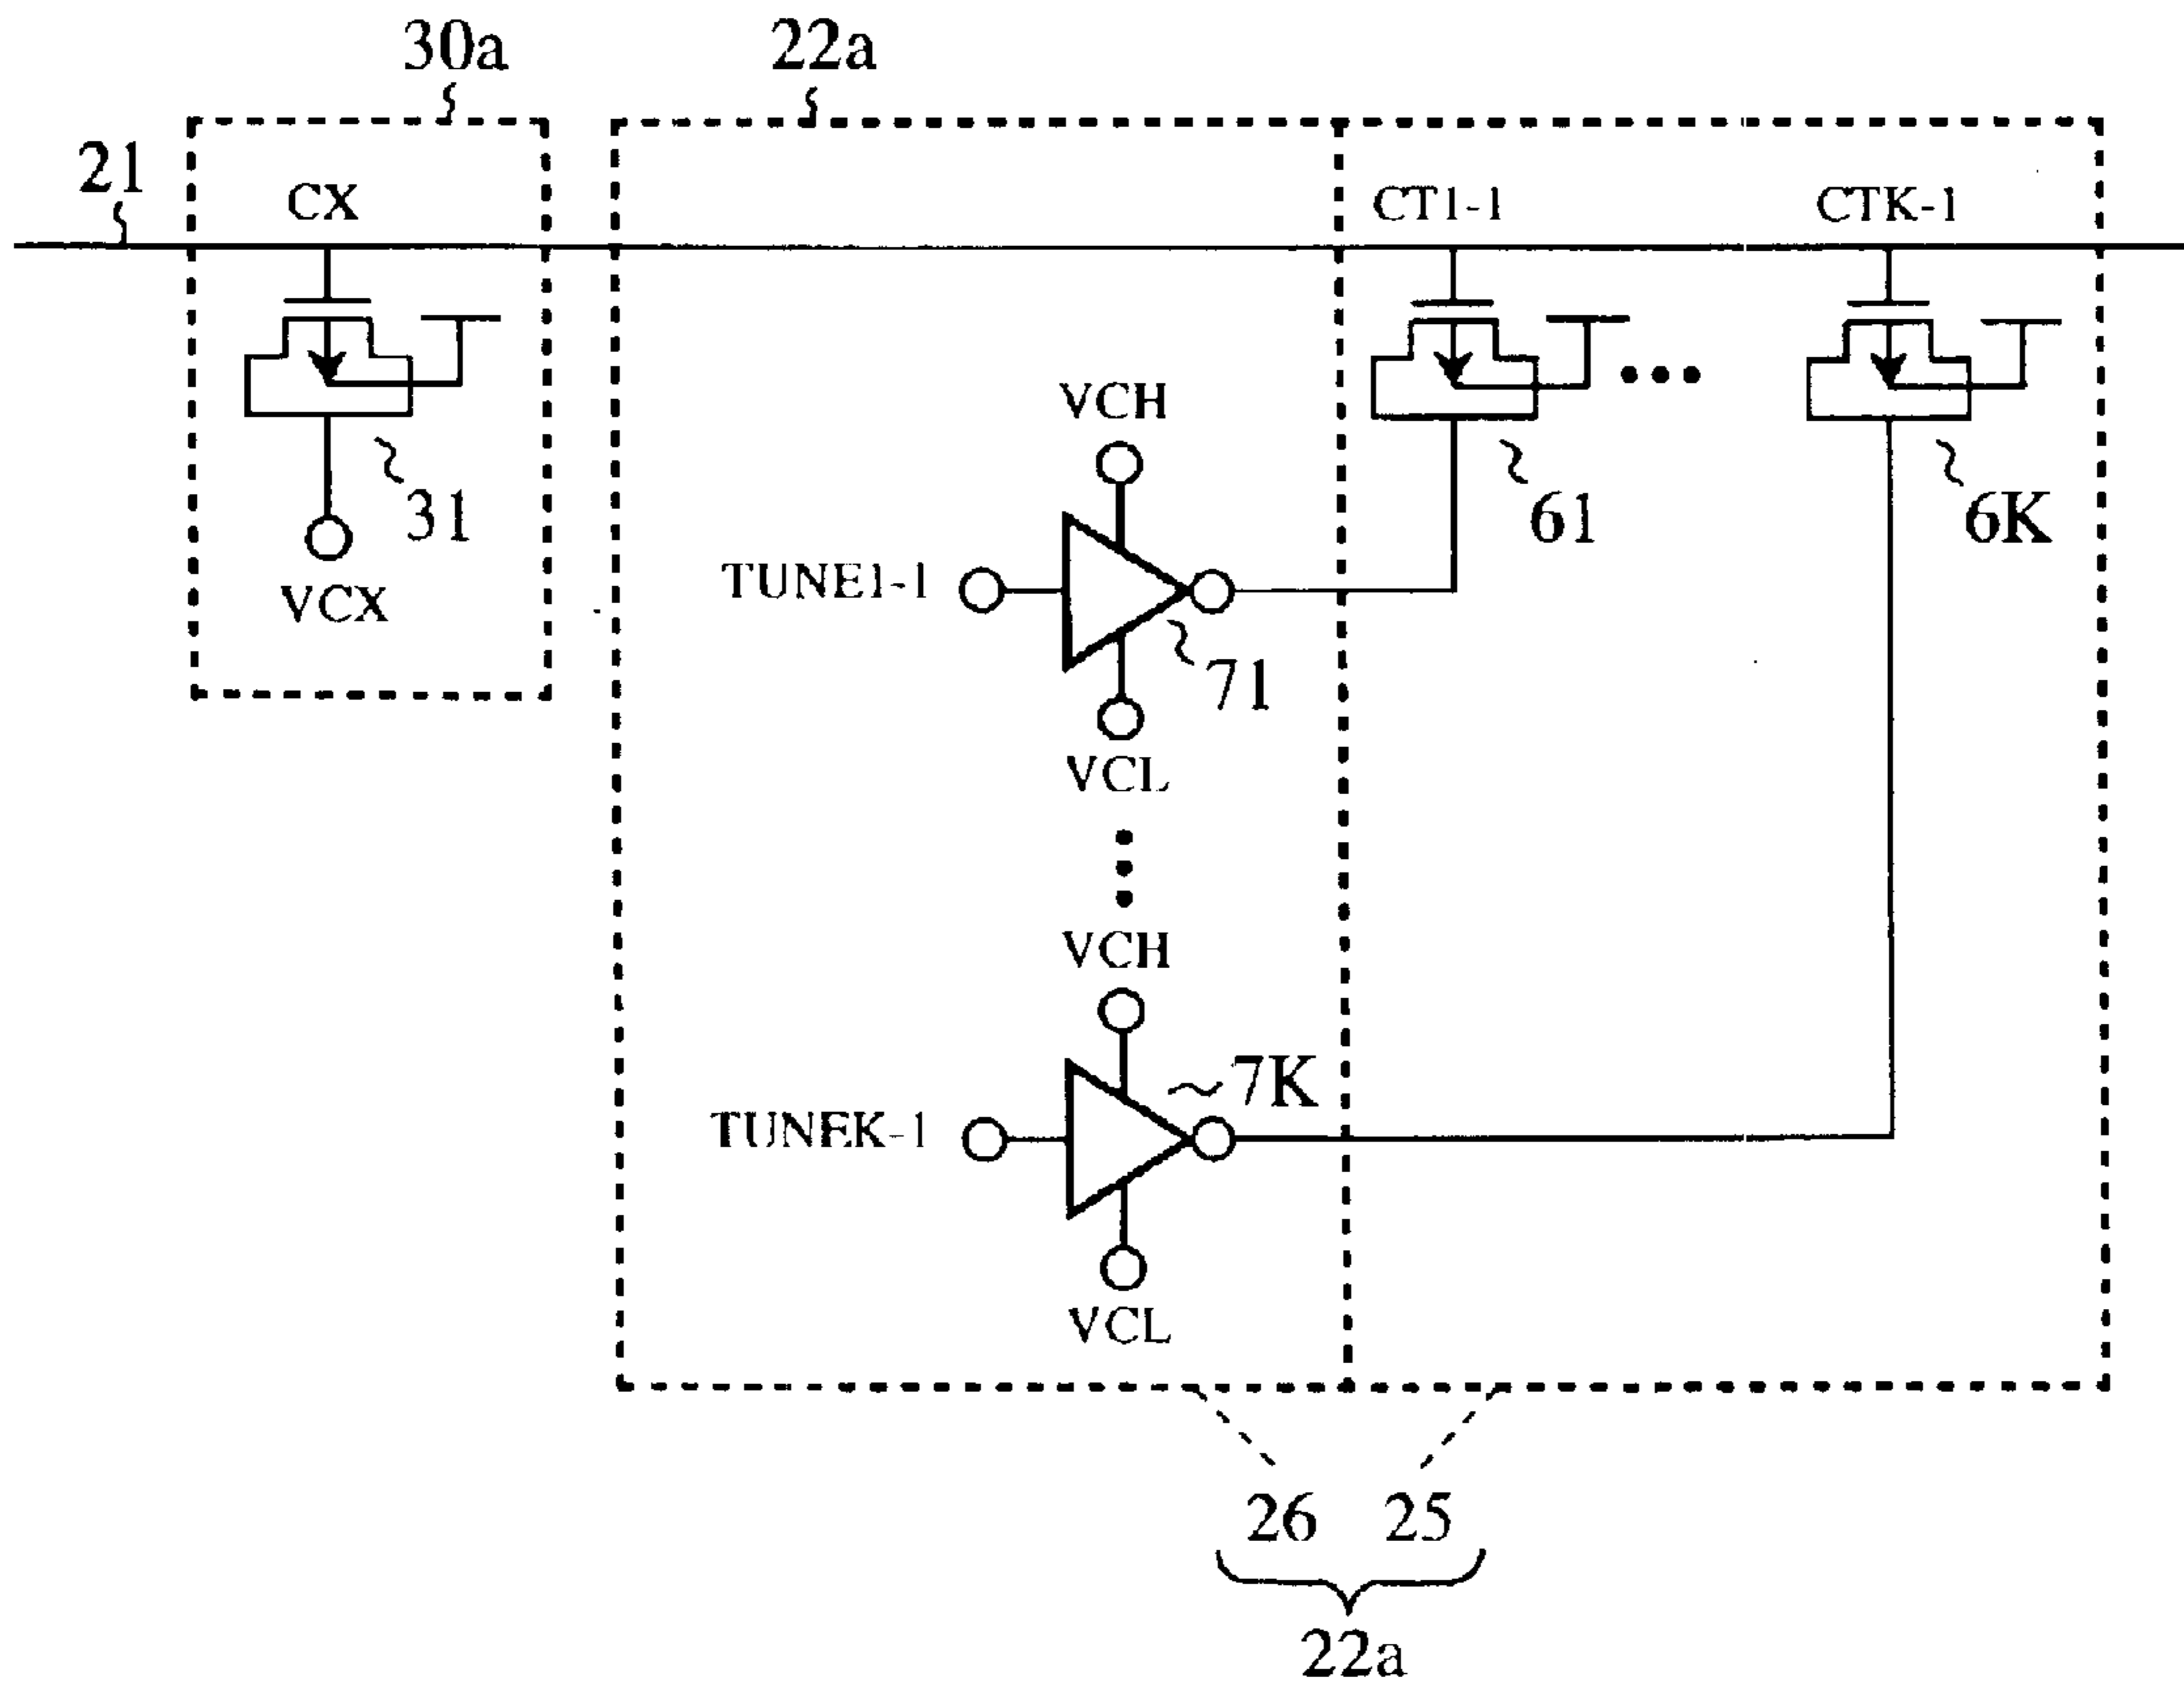 30a
22a
21
CX
CT1-1
CTK-1
VCH
31
61
6K
TUNE1-1
VCX
71
VCL
VCH
7K
TUNEK-1
VCL
26
25
22a